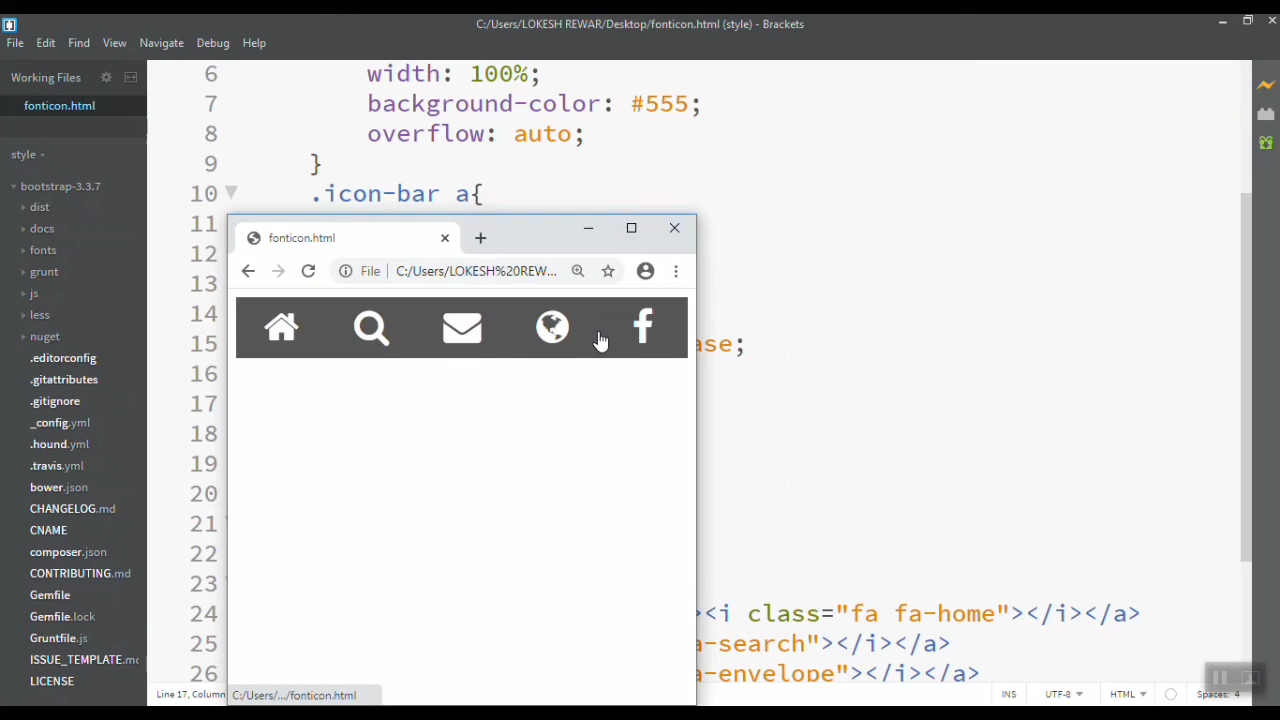 C:/Users/LOKESH REWAR/Desktop/fonticon.html (style) - Brackets
File Edit Find View Navigate Debug Help
Working Files
fonticon.html
style
bootstrap-3.3.7
dist
docs
fonts
grunt
js
less
nuget
.editorconfig
.gitattributes
.gitignore
_config.yml
.hound.yml
.travis.yml
bower.json
CHANGELOG.md
CNAME
composer.json
CONTRIBUTING.md
Gemfile
Gemfile.lock
Gruntfile.js
ISSUE_TEMPLATE.md
LICENSE
6 width: 100%;
7 background-color: #555;
8 overflow: auto;
9 }
10 .icon-bar a{
11
12
13
14
15 ase;
16
17
18
19
20
21
22
23
24 ><i class="fa fa-home"></i></a>
25 a-search"></i></a>
26 a-envelope"></i></a>
fonticon.html
File C:/Users/LOKESH%20REW...
C:/Users/.../fonticon.html
Line 17, Column
INS UTF-8 HTML Spaces: 4